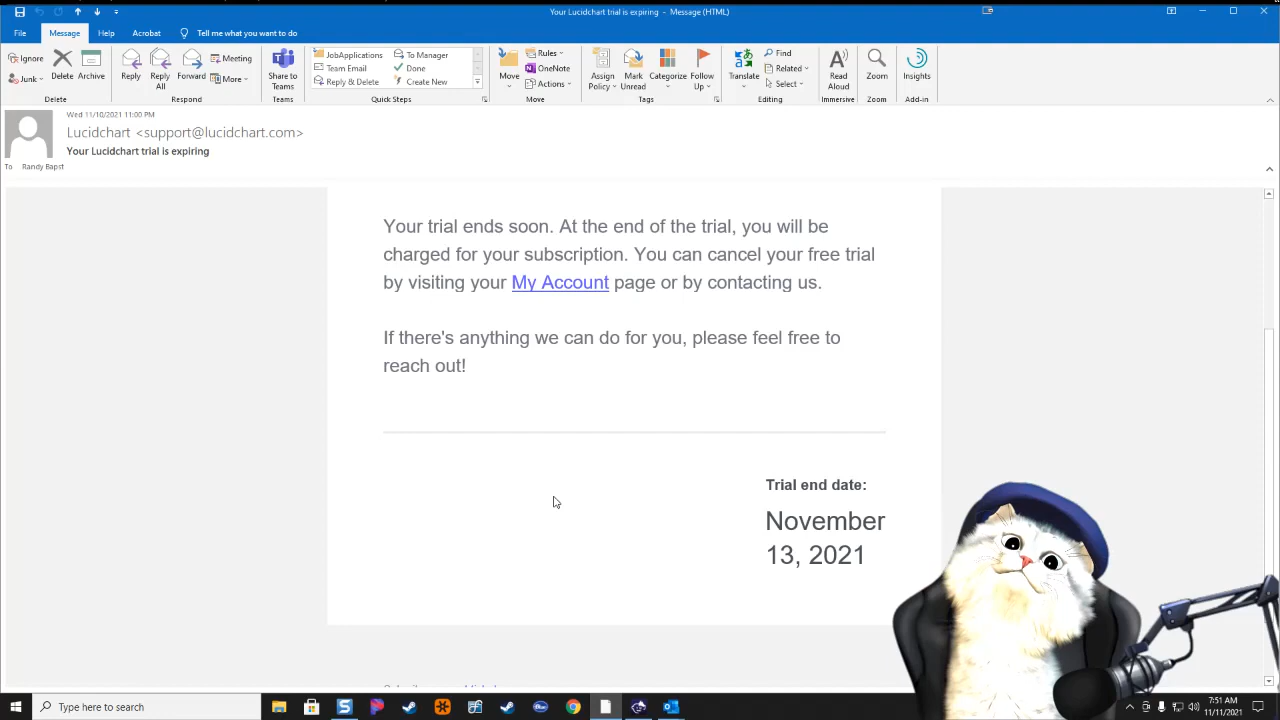 Your Lucidchart trial is expiring - Message (HTML)
File Message Help Acrobat Tell me what you want to do
Ignore
Junk
Delete
Archive
Reply
Reply All
Forward
Meeting
More
Share to Teams
JobApplications
Team Email
Reply & Delete
To Manager
Done
Create New
Move
Rules
OneNote
Actions
Assign Policy
Mark Unread
Categorize
Follow Up
Translate
Find
Related
Select
Read Aloud
Zoom
Insights
Delete Respond Teams Quick Steps Move Tags Editing Immersive Zoom Add-in
Wed 11/10/2021 11:00 PM
Lucidchart <support@lucidchart.com>
Your Lucidchart trial is expiring
To Randy Bapst
Your trial ends soon. At the end of the trial, you will be
charged for your subscription. You can cancel your free trial
by visiting your My Account page or by contacting us.
If there's anything we can do for you, please feel free to
reach out!
Trial end date:
November
13, 2021
Type here to search
7:51 AM
11/11/2021